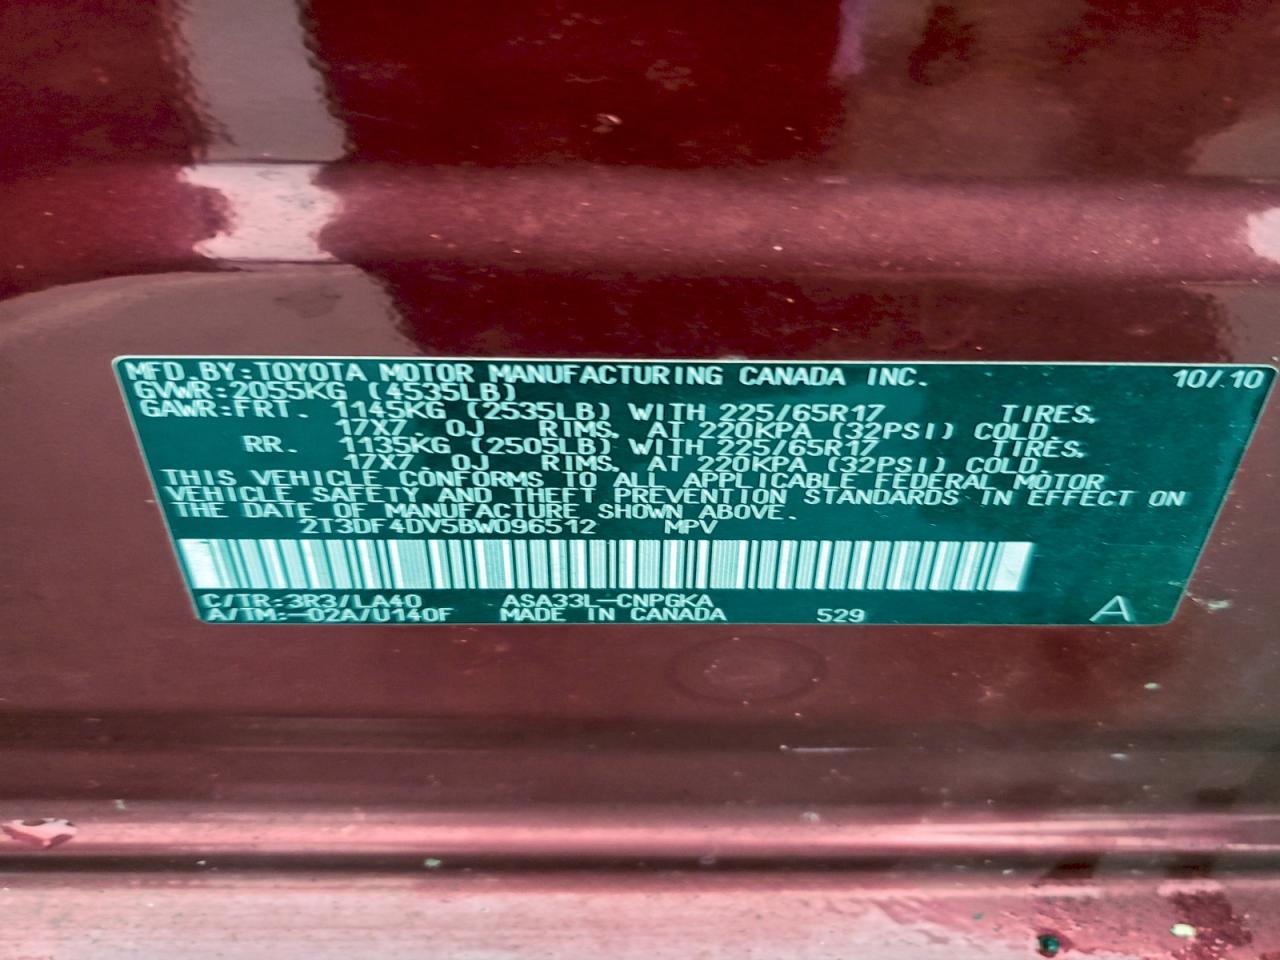 MFD. BY: TOYOTA MOTOR MANUFACTURING CANADA INC. 10/10
GVWR: 2055KG (4535LB)
GAWR: FRT. 1145KG (2535LB) WITH 225/65R17 TIRES,
17X7. 0J RIMS, AT 220KPA (32PSI) COLD.
RR. 1135KG (2505LB) WITH 225/65R17 TIRES,
17X7. 0J RIMS, AT 220KPA (32PSI) COLD.
THIS VEHICLE CONFORMS TO ALL APPLICABLE FEDERAL MOTOR
VEHICLE SAFETY AND THEFT PREVENTION STANDARDS IN EFFECT ON
THE DATE OF MANUFACTURE SHOWN ABOVE.
2T3DF4DV5BW096512 MPV
C/TR:3R3/LA40 ASA33L-CNPGKA
A/TM:-02A/U140F MADE IN CANADA 529 A